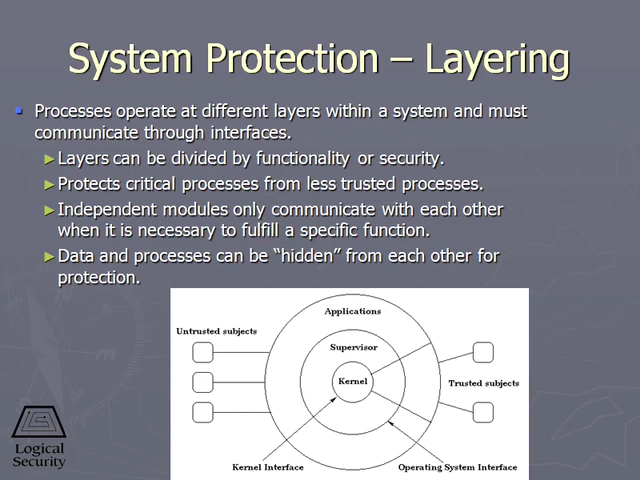 System Protection – Layering
Processes operate at different layers within a system and must
communicate through interfaces.
Layers can be divided by functionality or security.
Protects critical processes from less trusted processes.
Independent modules only communicate with each other
when it is necessary to fulfill a specific function.
Data and processes can be “hidden” from each other for
protection.
Applications
Untrusted subjects
Supervisor
Kernel
Trusted subjects
Kernel Interface
Operating System Interface
Logical
Security